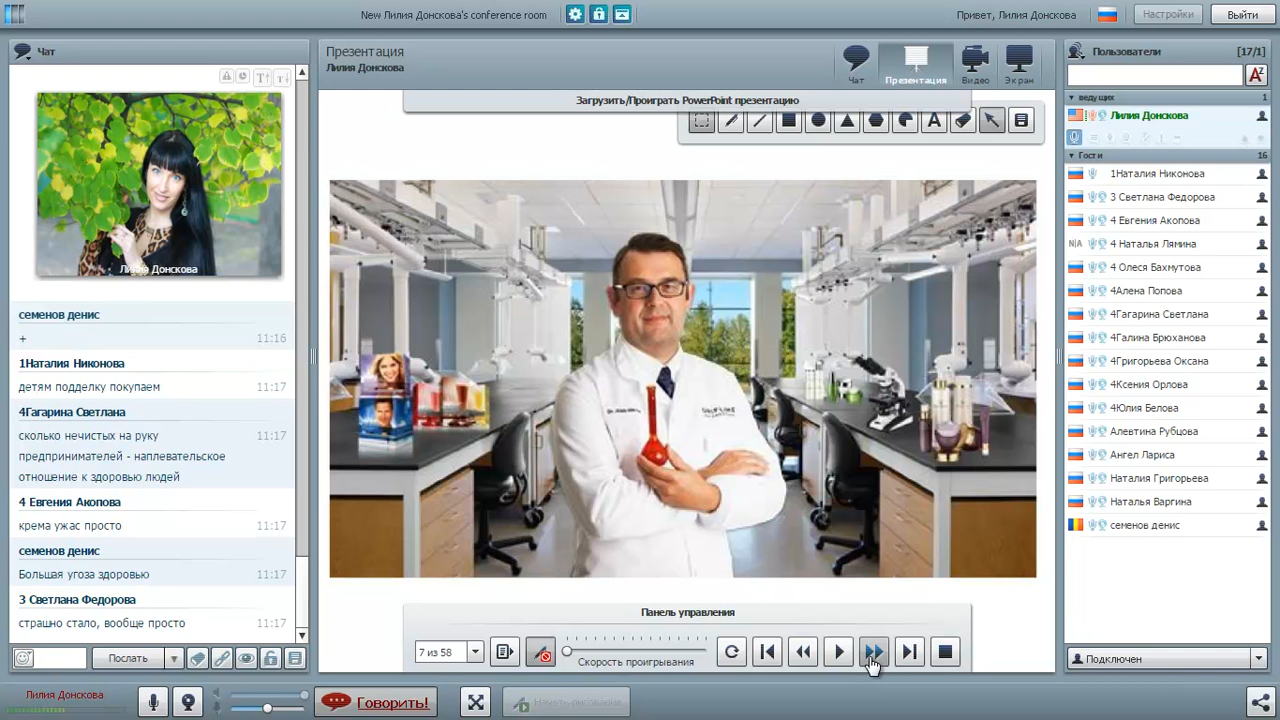 New Лилия Донскова's conference room
Привет, Лилия Донскова
Настройки
Выйти
Чат
T↑ T↓
Лилия Донскова
семенов денис
+ 11:16
1Наталия Никонова
детям подделку покупаем 11:17
4Гагарина Светлана
сколько нечистых на руку 11:17
предпринимателей - наплевательское
отношение к здоровью людей
4 Евгения Акопова
крема ужас просто 11:17
семенов денис
Большая угоза здоровью 11:17
3 Светлана Федорова
страшно стало, вообще просто 11:17
Послать
Презентация
Лилия Донскова
Чат
Презентация
Видео
Экран
Загрузить/Проиграть PowerPoint презентацию
A
Панель управления
7 из 58
Скорость проигрывания
Пользователи [17/1]
AZ
ведущих 1
Лилия Донскова
Гости 16
1Наталия Никонова
3 Светлана Федорова
4 Евгения Акопова
N/A 4 Наталья Лямина
4 Олеся Бахмутова
4Алена Попова
4Гагарина Светлана
4Галина Брюханова
4Григорьева Оксана
4Ксения Орлова
4Юлия Белова
Алевтина Рубцова
Ангел Лариса
Наталия Григорьева
Наталья Варгина
семенов денис
Подключен
Лилия Донскова
Говорить!